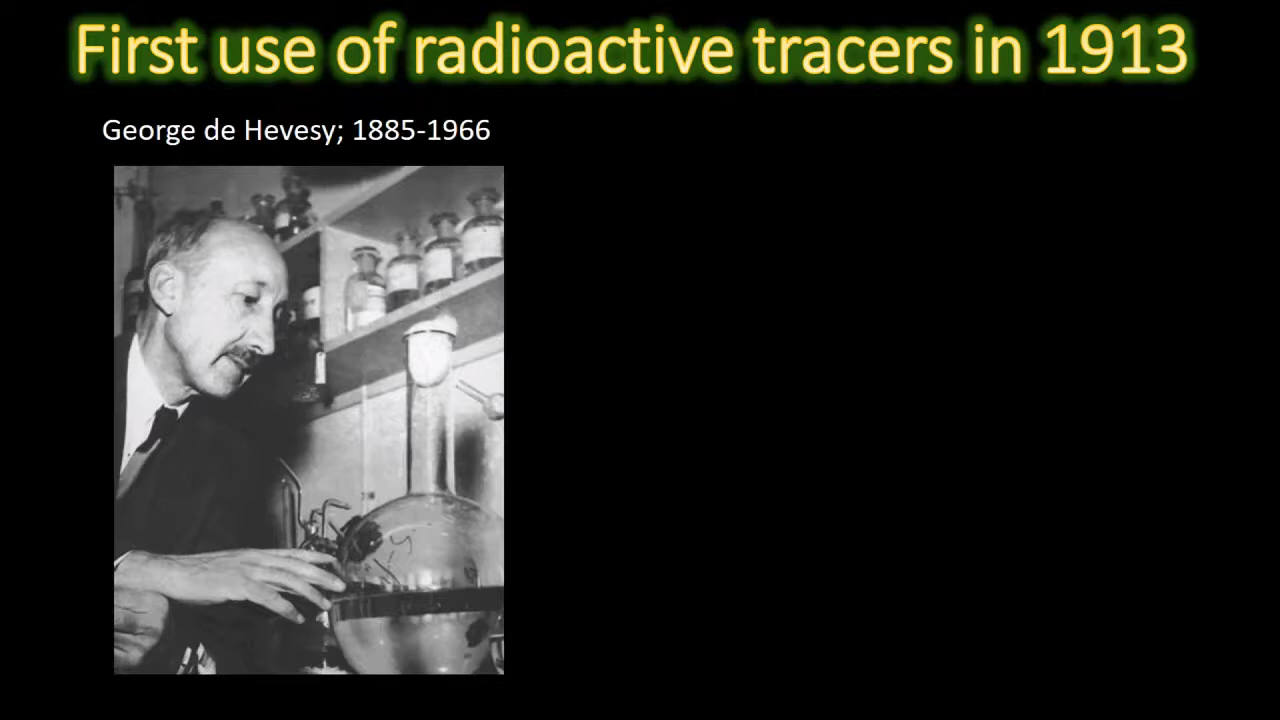 First use of radioactive tracers in 1913
George de Hevesy; 1885-1966